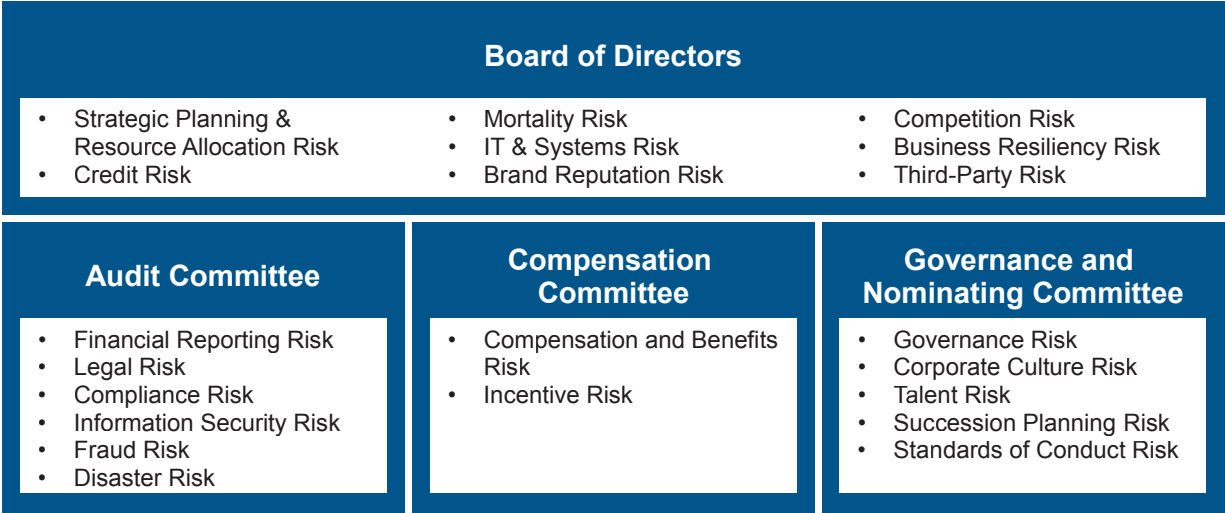 Board of Directors
• Strategic Planning &
Resource Allocation Risk
• Credit Risk
• Mortality Risk
• IT & Systems Risk
• Brand Reputation Risk
• Competition Risk
• Business Resiliency Risk
• Third-Party Risk
Audit Committee
• Financial Reporting Risk
• Legal Risk
• Compliance Risk
• Information Security Risk
• Fraud Risk
• Disaster Risk
Compensation
Committee
• Compensation and Benefits
Risk
• Incentive Risk
Governance and
Nominating Committee
• Governance Risk
• Corporate Culture Risk
• Talent Risk
• Succession Planning Risk
• Standards of Conduct Risk